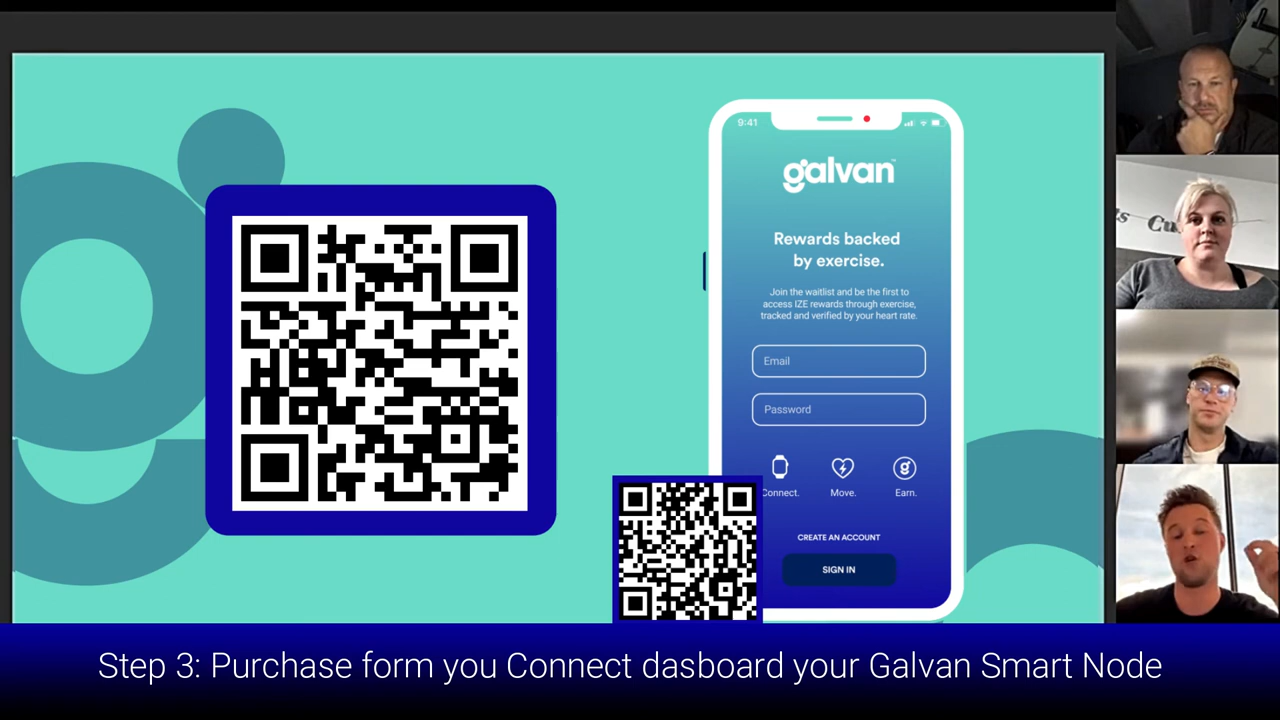 9:41
galvan™
Rewards backed
by exercise.
Join the waitlist and be the first to
access IZE rewards through exercise,
tracked and verified by your heart rate.
Email
Password
Connect. Move. Earn.
CREATE AN ACCOUNT
SIGN IN
Step 3: Purchase form you Connect dasboard your Galvan Smart Node